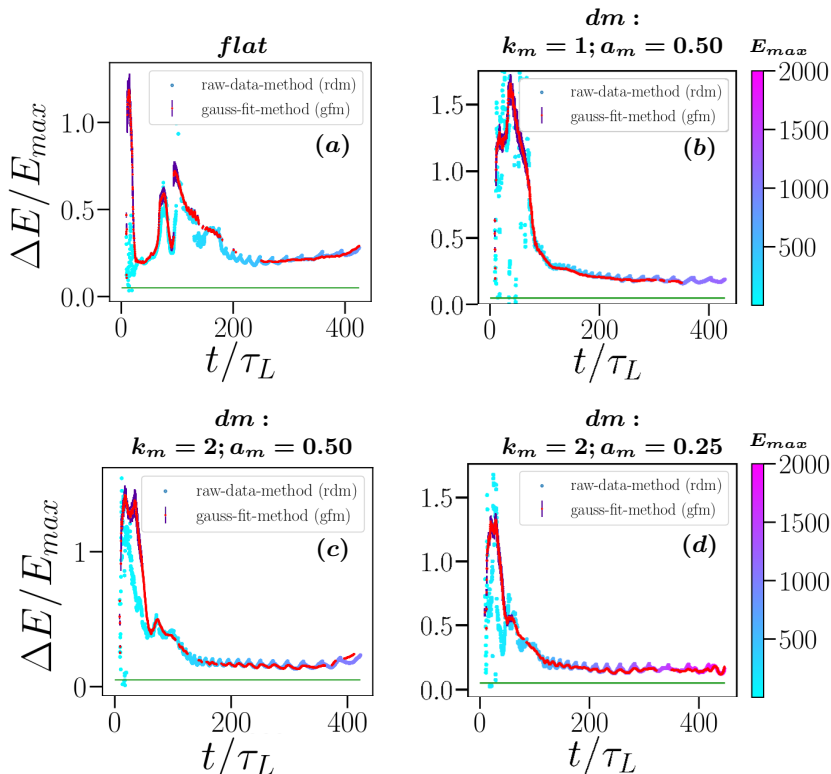 flat
dm :
k_m = 1; a_m = 0.50
E_max
raw-data-method (rdm)
gauss-fit-method (gfm)
(a)
ΔE/E_max
1.0
0.5
0.0
0
200
400
t/τ_L
raw-data-method (rdm)
gauss-fit-method (gfm)
(b)
1.5
1.0
0.5
0.0
0
200
400
t/τ_L
2000
1500
1000
500
dm :
k_m = 2; a_m = 0.50
dm :
k_m = 2; a_m = 0.25
E_max
raw-data-method (rdm)
gauss-fit-method (gfm)
(c)
ΔE/E_max
1
0
0
200
400
t/τ_L
raw-data-method (rdm)
gauss-fit-method (gfm)
(d)
1.5
1.0
0.5
0.0
0
200
400
t/τ_L
2000
1500
1000
500